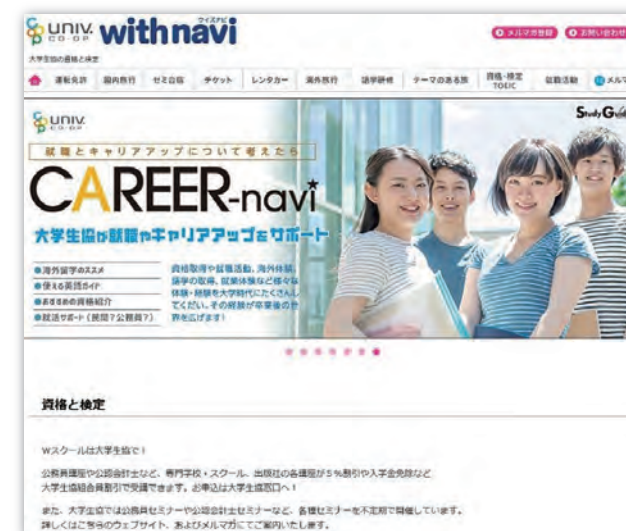 UNIV. CO-OP withnavi ウィズナビ
メルマガ登録 お問い合わせ
大学生協の資格と検定
運転免許 国内旅行 ゼミ合宿 チケット レンタカー 海外旅行 語学研修 テーマのある旅 資格・検定 TOEIC 就職活動 メルマ
UNIV. CO-OP
Study Gui
就職とキャリアアップについて考えたら
CAREER-navi
大学生協が就職やキャリアアップをサポート
●海外留学のススメ
●使える英語ガイド
●おすすめの資格紹介
●就活サポート(民間?公務員?)
資格取得や就職活動、海外体験、
語学の取得、就業体験など様々な
体験・経験を大学時代にたくさんし
てください。その経験が卒業後の世
界を広げます!
資格と検定
Wスクールは大学生協で!
公務員講座や公認会計士など、専門学校・スクール、出版社の各講座が5%割引や入学金免除など
大学生協組合員割引で受講できます。お申込は大学生協窓口へ!
また、大学生協では公務員セミナーや公認会計士セミナーなど、各種セミナーを不定期で開催しています。
詳しくはこちらのウェブサイト、およびメルマガにてご案内いたします。